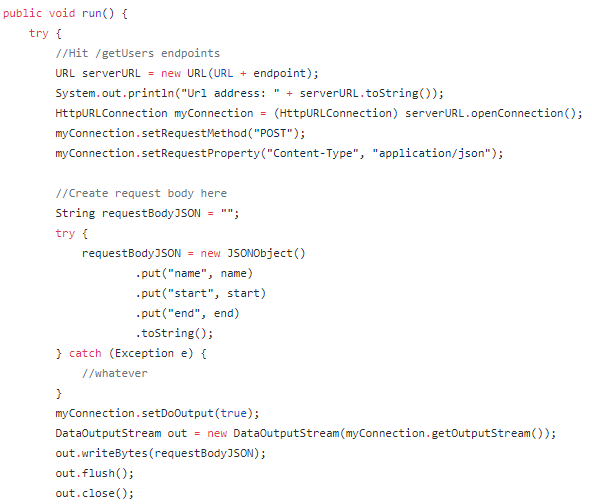 public void run() {
    try {
        //Hit /getUsers endpoints
        URL serverURL = new URL(URL + endpoint);
        System.out.println("Url address: " + serverURL.toString());
        HttpURLConnection myConnection = (HttpURLConnection) serverURL.openConnection();
        myConnection.setRequestMethod("POST");
        myConnection.setRequestProperty("Content-Type", "application/json");

        //Create request body here
        String requestBodyJSON = "";
        try {
            requestBodyJSON = new JSONObject()
                    .put("name", name)
                    .put("start", start)
                    .put("end", end)
                    .toString();
        } catch (Exception e) {
            //whatever
        }
        myConnection.setDoOutput(true);
        DataOutputStream out = new DataOutputStream(myConnection.getOutputStream());
        out.writeBytes(requestBodyJSON);
        out.flush();
        out.close();